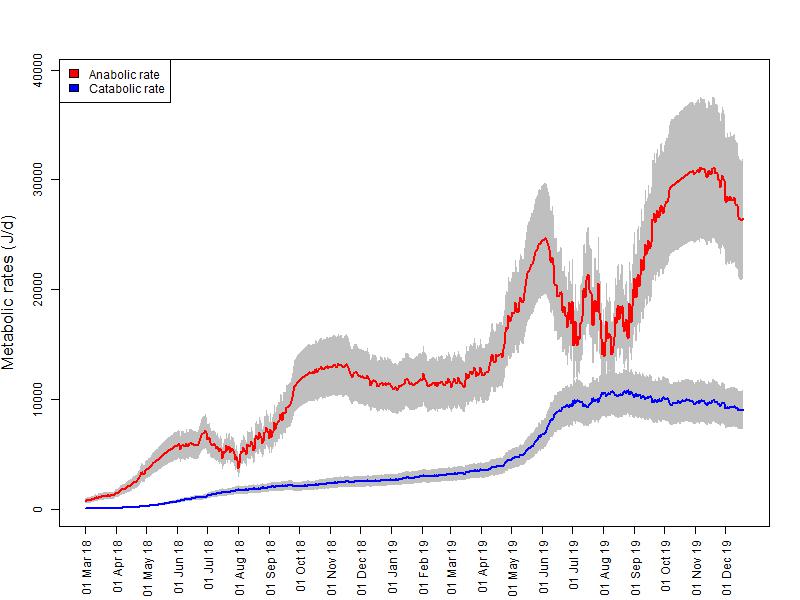 Anabolic rate
Catabolic rate
Metabolic rates (J/d)
40000
30000
20000
10000
0
01 Mar 18
01 Apr 18
01 May 18
01 Jun 18
01 Jul 18
01 Aug 18
01 Sep 18
01 Oct 18
01 Nov 18
01 Dec 18
01 Jan 19
01 Feb 19
01 Mar 19
01 Apr 19
01 May 19
01 Jun 19
01 Jul 19
01 Aug 19
01 Sep 19
01 Oct 19
01 Nov 19
01 Dec 19